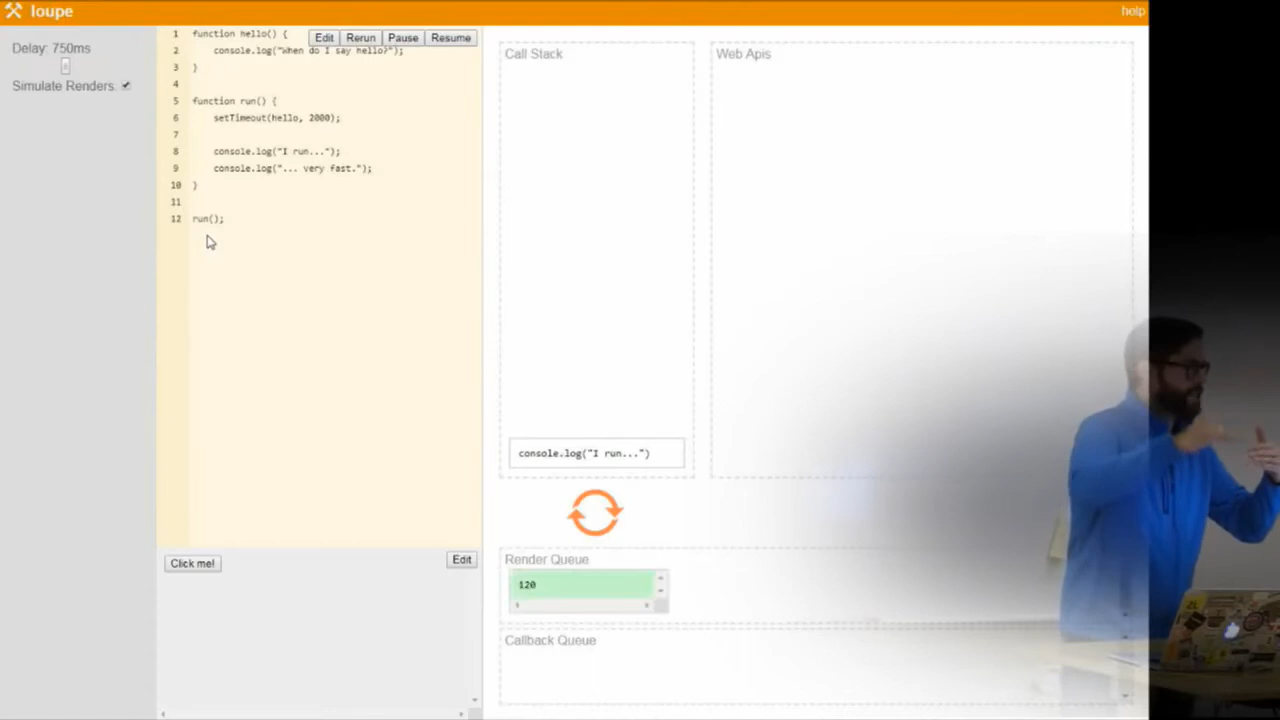 loupe
help
Delay: 750ms
Simulate Renders
Edit
Rerun
Pause
Resume
1 function hello() {
2 console.log("When do I say hello?");
3 }
4
5 function run() {
6 setTimeout(hello, 2000);
7
8 console.log("I run...");
9 console.log("... very fast.");
10 }
11
12 run();
Click me!
Edit
Call Stack
console.log("I run...")
Web Apis
Render Queue
120
Callback Queue